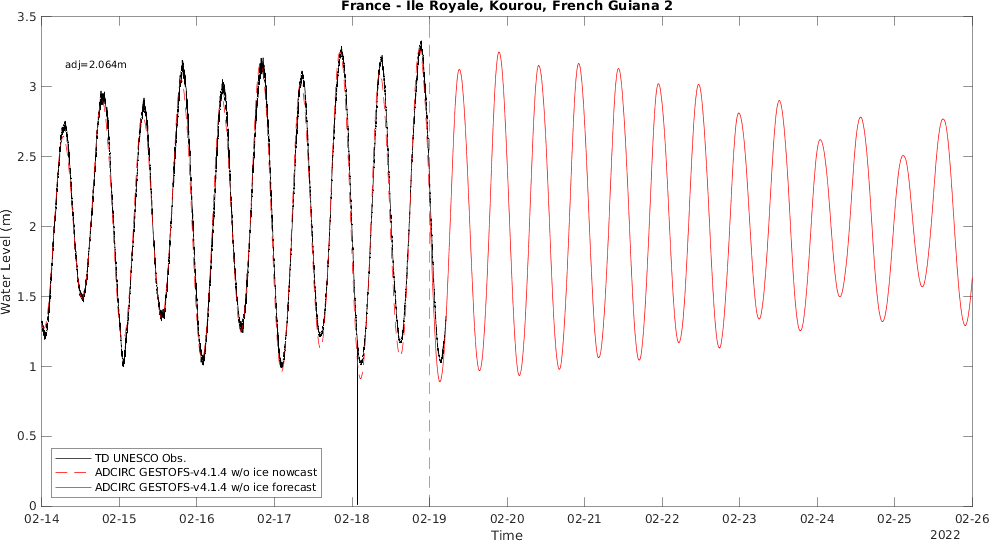 France - Ile Royale, Kourou, French Guiana 2
3.5
3
2.5
2
1.5
1
0.5
0
Water Level (m)
adj=2.064m
TD UNESCO Obs.
ADCIRC GESTOFS-v4.1.4 w/o ice nowcast
ADCIRC GESTOFS-v4.1.4 w/o ice forecast
02-14 02-15 02-16 02-17 02-18 02-19 02-20 02-21 02-22 02-23 02-24 02-25 02-26
Time
2022